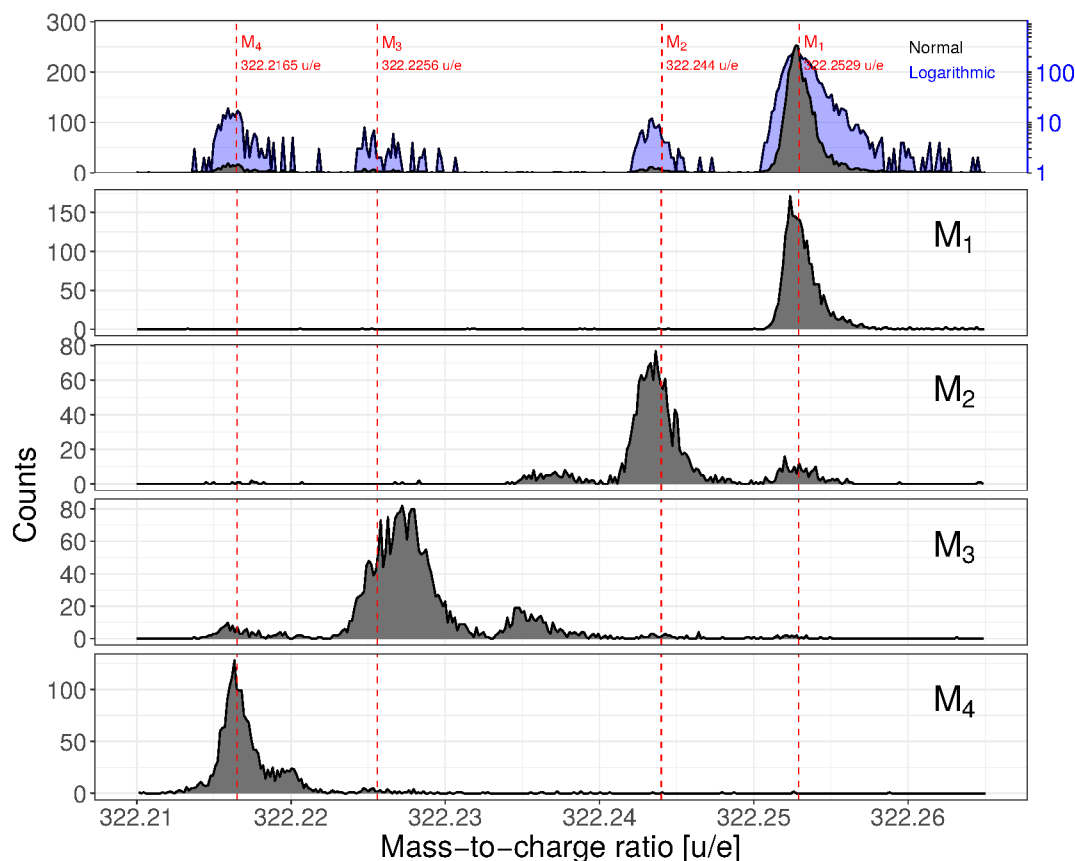 300
200
100
0
M4
322.2165 u/e
M3
322.2256 u/e
M2
322.244 u/e
M1
322.2529 u/e
Normal
Logarithmic
100
10
1
150
100
50
0
M1
80
60
40
20
0
M2
80
60
40
20
0
M3
100
50
0
M4
Counts
322.21 322.22 322.23 322.24 322.25 322.26
Mass−to−charge ratio [u/e]